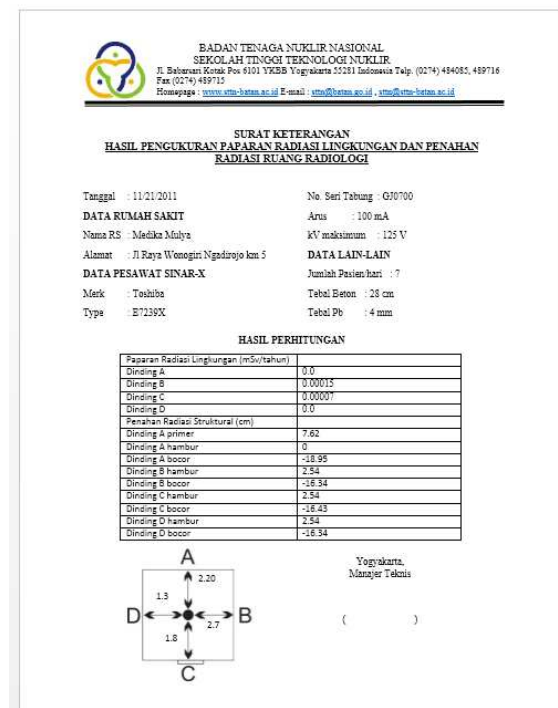 BADAN TENAGA NUKLIR NASIONAL
SEKOLAH TINGGI TEKNOLOGI NUKLIR
Jl. Babarsari Kotak Pos 6101 YKBB Yogyakarta 55281 Indonesia Telp. (0274) 484085, 489716
Fax (0274) 489715
Homepage : www.sttn-batan.ac.id E-mail : sttn@batan.go.id , sttn@sttn-batan.ac.id
SURAT KETERANGAN
HASIL PENGUKURAN PAPARAN RADIASI LINGKUNGAN DAN PENAHAN
RADIASI RUANG RADIOLOGI
Tanggal : 11/21/2011
DATA RUMAH SAKIT
Nama RS : Medika Mulya
Alamat : Jl Raya Wonogiri Ngadirojo km 5
DATA PESAWAT SINAR-X
Merk : Toshiba
Type : E7239X
No. Seri Tabung : GJ0700
Arus : 100 mA
kV maksimum : 125 V
DATA LAIN-LAIN
Jumlah Pasien/hari : 7
Tebal Beton : 28 cm
Tebal Pb : 4 mm
HASIL PERHITUNGAN
Paparan Radiasi Lingkungan (mSv/tahun)
Dinding A 0.0
Dinding B 0.00015
Dinding C 0.00007
Dinding D 0.0
Penahan Radiasi Struktural (cm)
Dinding A primer 7.62
Dinding A hambur 0
Dinding A bocor -18.95
Dinding B hambur 2.54
Dinding B bocor -16.34
Dinding C hambur 2.54
Dinding C bocor -16.43
Dinding D hambur 2.54
Dinding D bocor -16.34
A
2.20
1.3
D
B
2.7
1.8
C
Yogyakarta,
Manajer Teknis
( )